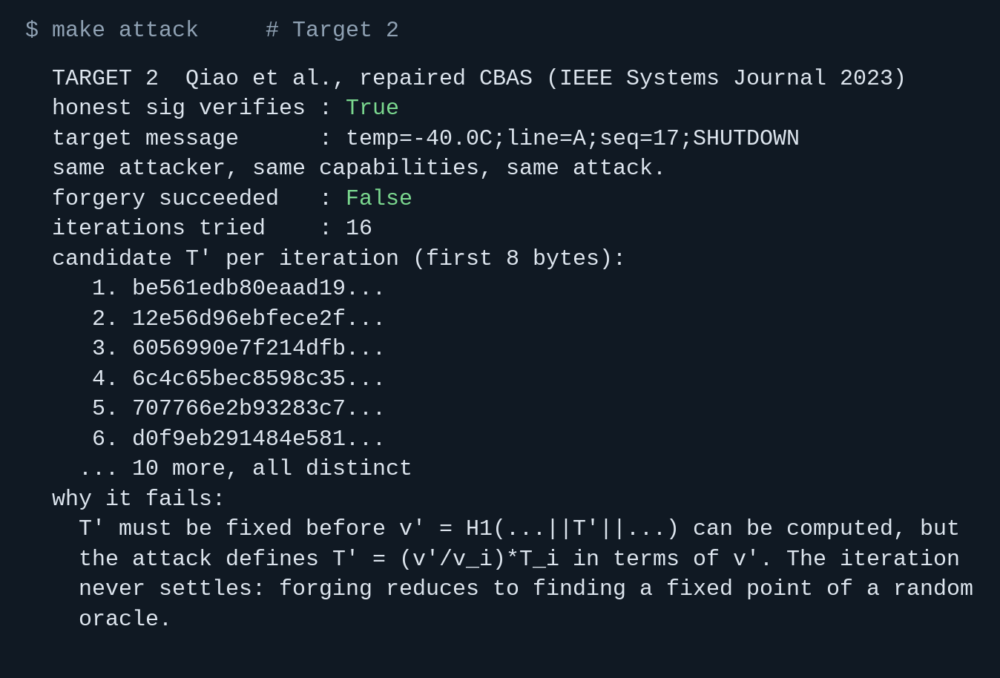 $ make attack     # Target 2
TARGET 2  Qiao et al., repaired CBAS (IEEE Systems Journal 2023)
honest sig verifies : True
target message      : temp=-40.0C;line=A;seq=17;SHUTDOWN
same attacker, same capabilities, same attack.
forgery succeeded   : False
iterations tried    : 16
candidate T' per iteration (first 8 bytes):
1. be561edb80eaad19...
2. 12e56d96ebfece2f...
3. 6056990e7f214dfb...
4. 6c4c65bec8598c35...
5. 707766e2b93283c7...
6. d0f9eb291484e581...
... 10 more, all distinct
why it fails:
T' must be fixed before v' = H1(...||T'||...) can be computed, but
the attack defines T' = (v'/v_i)*T_i in terms of v'. The iteration
never settles: forging reduces to finding a fixed point of a random
oracle.